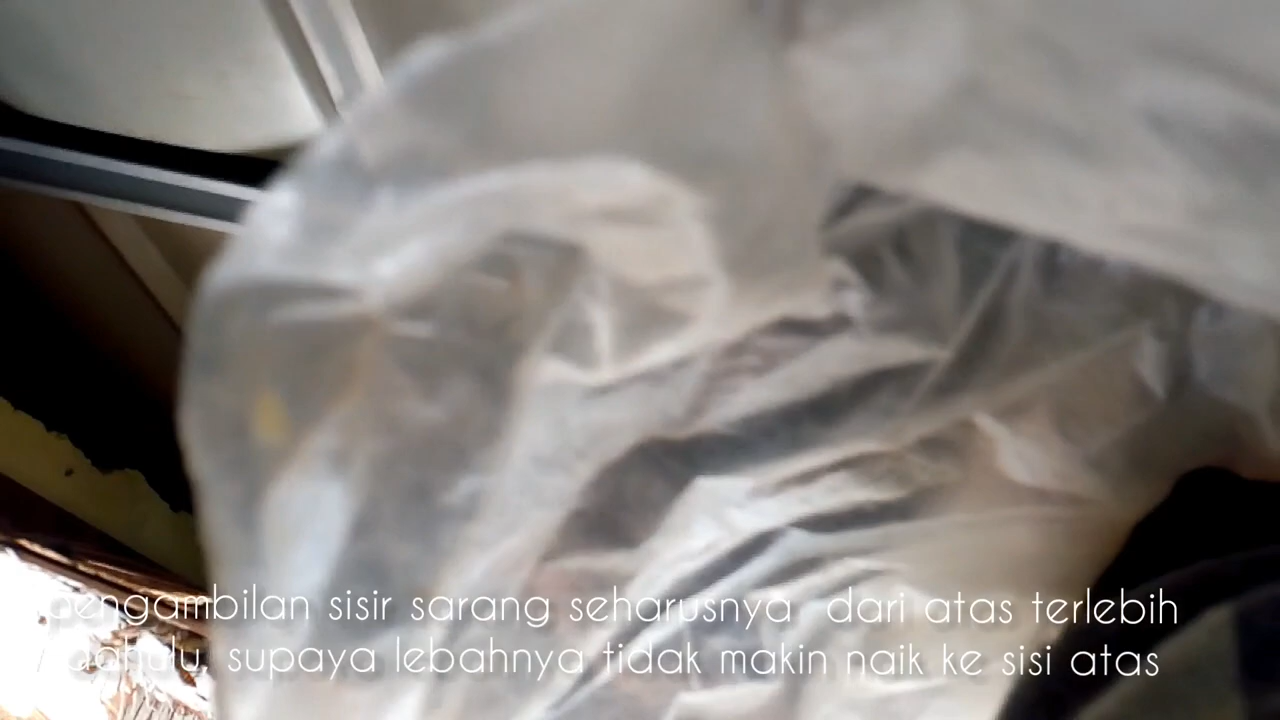 pengambilan sisir sarang seharusnya dari atas terlebih
dahulu, supaya lebahnya tidak makin naik ke sisi atas